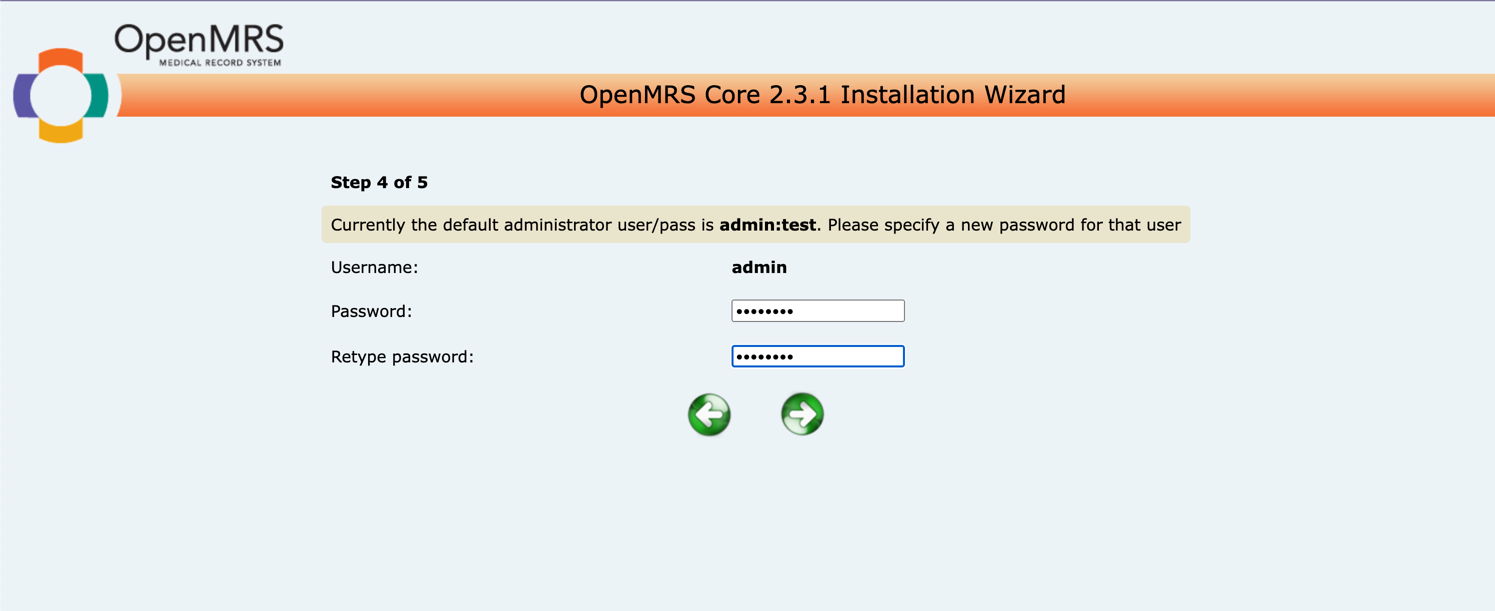 OpenMRS
MEDICAL RECORD SYSTEM
OpenMRS Core 2.3.1 Installation Wizard
Step 4 of 5
Currently the default administrator user/pass is admin:test. Please specify a new password for that user
Username: admin
Password: ••••••••
Retype password: ••••••••